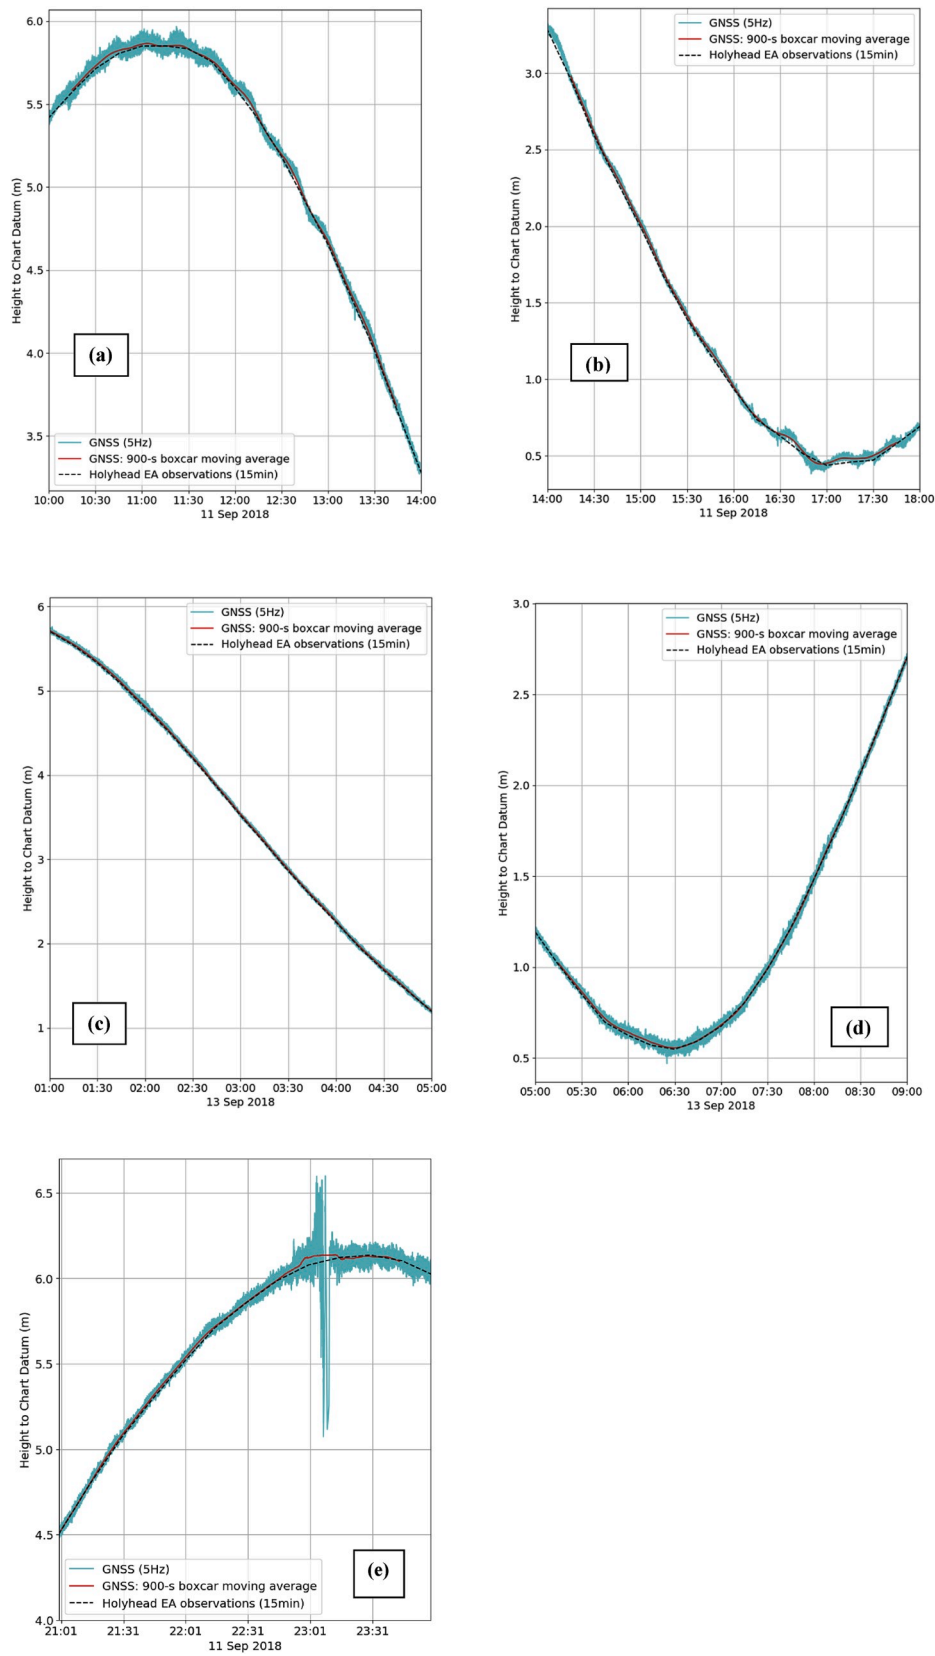 6.0
5.5
5.0
4.5
4.0
3.5
Height to Chart Datum (m)
(a)
GNSS (5Hz)
GNSS: 900-s boxcar moving average
Holyhead EA observations (15min)
10:00 10:30 11:00 11:30 12:00 12:30 13:00 13:30 14:00
11 Sep 2018
3.0
2.5
2.0
1.5
1.0
0.5
Height to Chart Datum (m)
GNSS (5Hz)
GNSS: 900-s boxcar moving average
Holyhead EA observations (15min)
(b)
14:00 14:30 15:00 15:30 16:00 16:30 17:00 17:30 18:00
11 Sep 2018
6
5
4
3
2
1
Height to Chart Datum (m)
GNSS (5Hz)
GNSS: 900-s boxcar moving average
Holyhead EA observations (15min)
(c)
01:00 01:30 02:00 02:30 03:00 03:30 04:00 04:30 05:00
13 Sep 2018
3.0
2.5
2.0
1.5
1.0
0.5
Height to Chart Datum (m)
GNSS (5Hz)
GNSS: 900-s boxcar moving average
Holyhead EA observations (15min)
(d)
05:00 05:30 06:00 06:30 07:00 07:30 08:00 08:30 09:00
13 Sep 2018
6.5
6.0
5.5
5.0
4.5
4.0
Height to Chart Datum (m)
GNSS (5Hz)
GNSS: 900-s boxcar moving average
Holyhead EA observations (15min)
(e)
21:01 21:31 22:01 22:31 23:01 23:31
11 Sep 2018